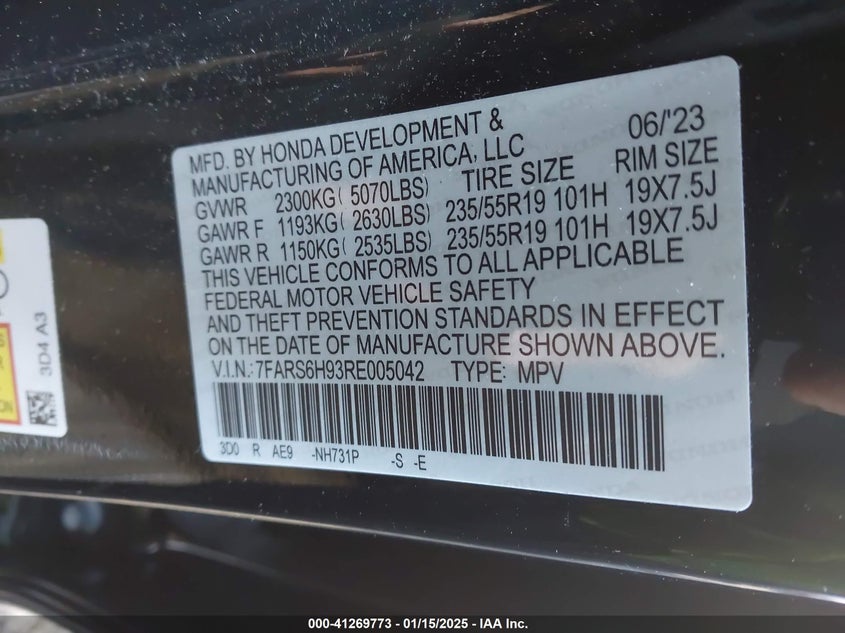 MFD. BY HONDA DEVELOPMENT & 06/'23
MANUFACTURING OF AMERICA, LLC TIRE SIZE RIM SIZE
GVWR 2300KG( 5070LBS)
GAWR F 1193KG( 2630LBS) 235/55R19 101H 19X7.5J
GAWR R 1150KG( 2535LBS) 235/55R19 101H 19X7.5J
THIS VEHICLE CONFORMS TO ALL APPLICABLE
FEDERAL MOTOR VEHICLE SAFETY
AND THEFT PREVENTION STANDARDS IN EFFECT
ON THE DATE OF MANUFACTURE SHOWN ABOVE.
V.I.N.: 7FARS6H93RE005042 TYPE: MPV
3D0 R AE9 -NH731P -S -E
3D4 A3
000-41269773 - 01/15/2025 - IAA Inc.